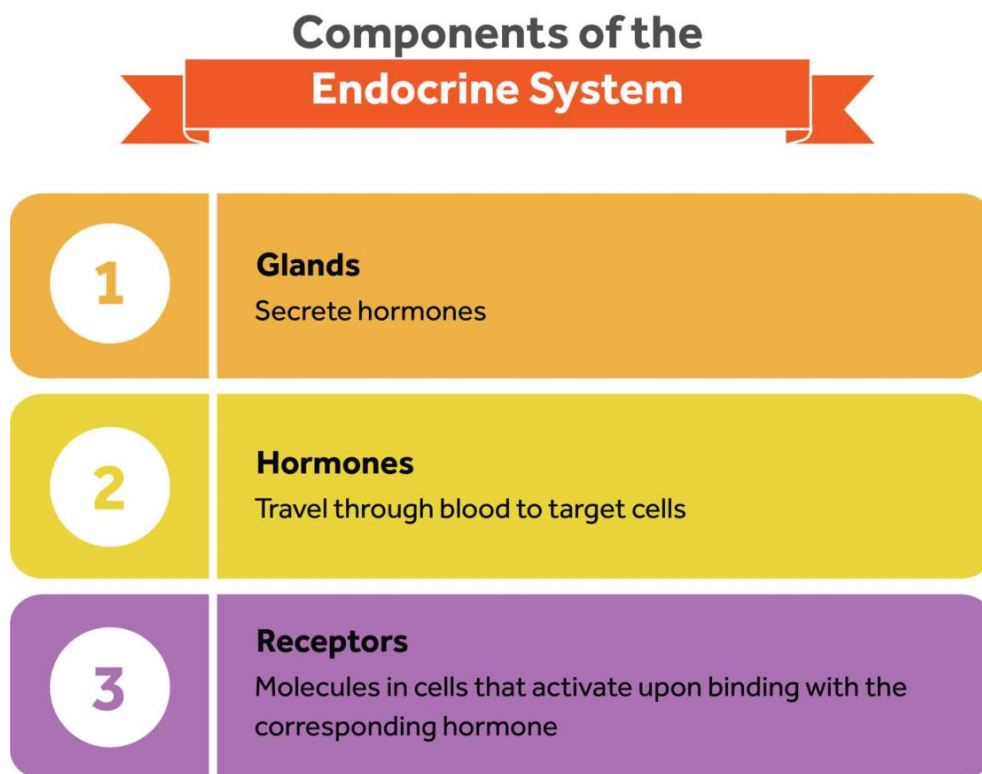 Components of the
Endocrine System
1
Glands
Secrete hormones
2
Hormones
Travel through blood to target cells
3
Receptors
Molecules in cells that activate upon binding with the
corresponding hormone